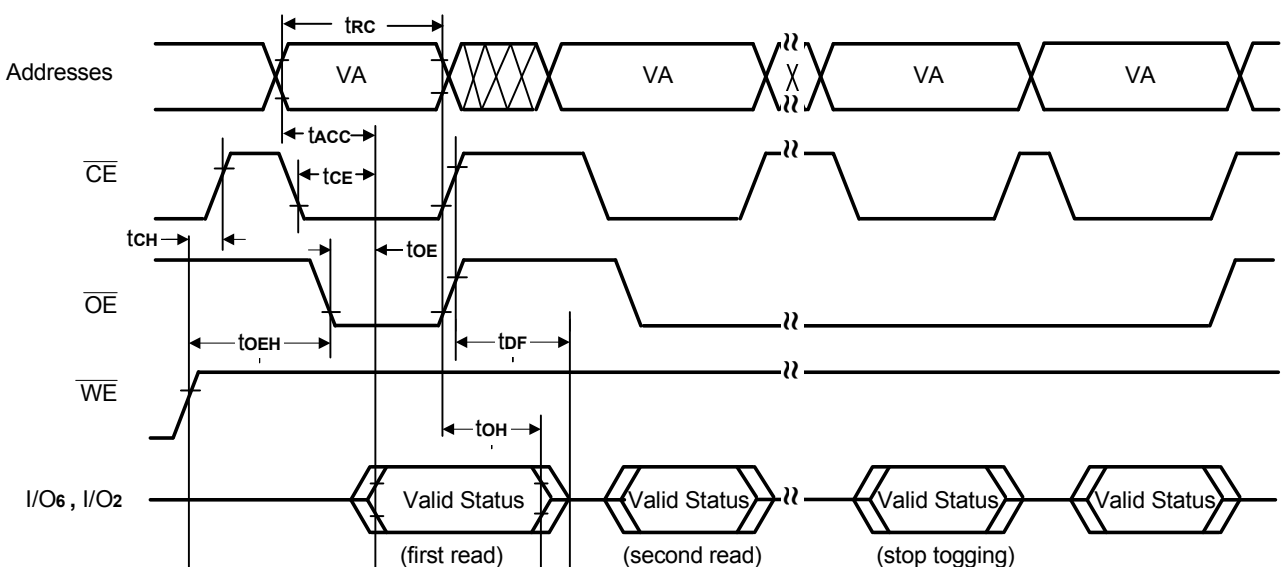 tRC
Addresses VA VA X VA VA
tACC
CE tCE
tCH tOE
OE
tOEH tDF
WE
tOH
I/O6 , I/O2 Valid Status Valid Status Valid Status Valid Status
(first read) (second read) (stop togging)